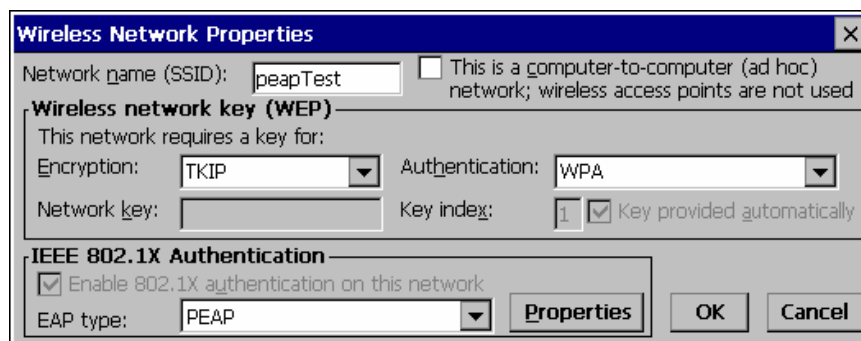 Wireless Network Properties
Network name (SSID): peapTest
This is a computer-to-computer (ad hoc)
network; wireless access points are not used
Wireless network key (WEP)
This network requires a key for:
Encryption: TKIP Authentication: WPA
Network key: Key index: 1 Key provided automatically
IEEE 802.1X Authentication
Enable 802.1X authentication on this network
EAP type: PEAP Properties OK Cancel